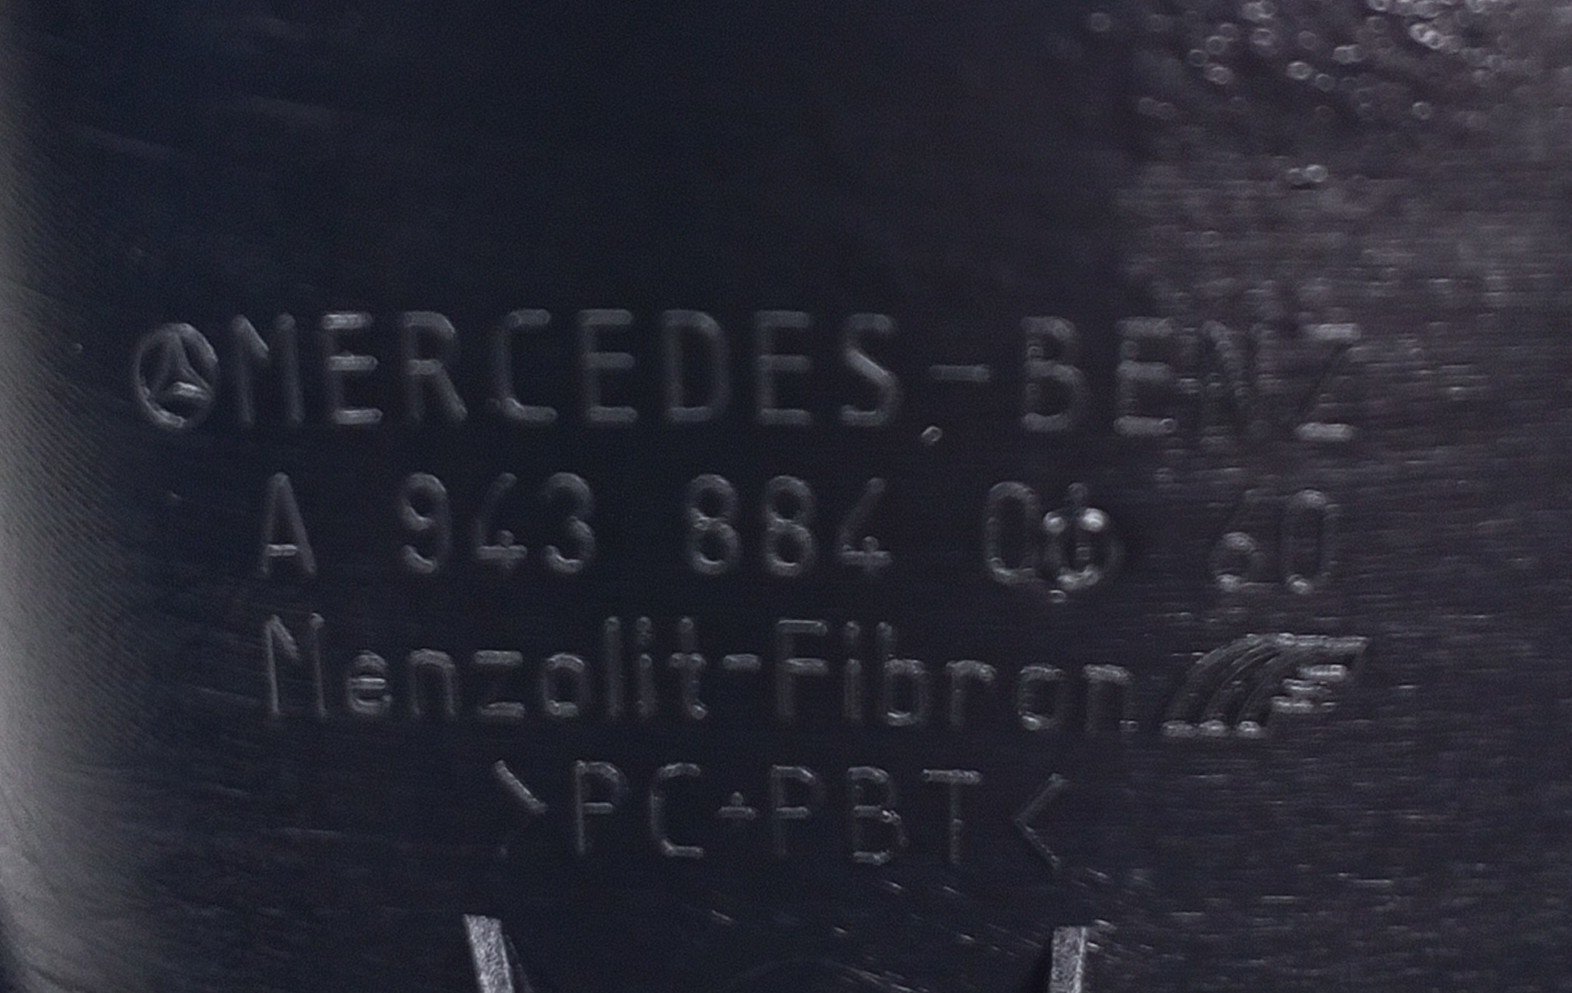 MERCEDES-BENZ
A 943 884 60
Menzolit-Fibron
>PC+PBT<